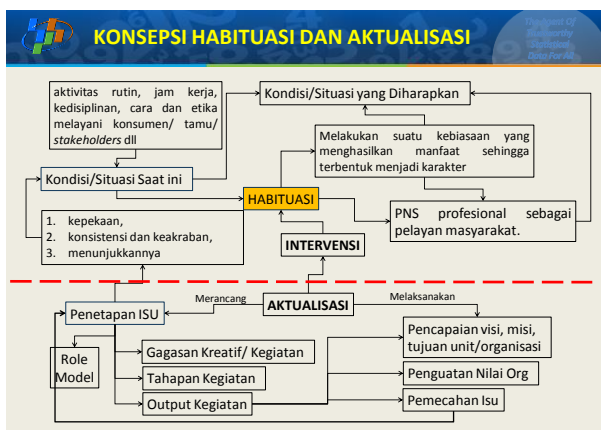 KONSEPSI HABITUASI DAN AKTUALISASI
aktivitas rutin, jam kerja,
kedisiplinan, cara dan etika
melayani konsumen/ tamu/
stakeholders dll
Kondisi/Situasi yang Diharapkan
Melakukan suatu kebiasaan yang
menghasilkan manfaat sehingga
terbentuk menjadi karakter
Kondisi/Situasi Saat ini
HABITUASI
PNS profesional sebagai
pelayan masyarakat.
1. kepekaan,
2. konsistensi dan keakraban,
3. menunjukkannya
INTERVENSI
Merancang
AKTUALISASI
Melaksanakan
Penetapan ISU
Pencapaian visi, misi,
tujuan unit/organisasi
Role
Model
Gagasan Kreatif/ Kegiatan
Tahapan Kegiatan
Penguatan Nilai Org
Output Kegiatan
Pemecahan Isu